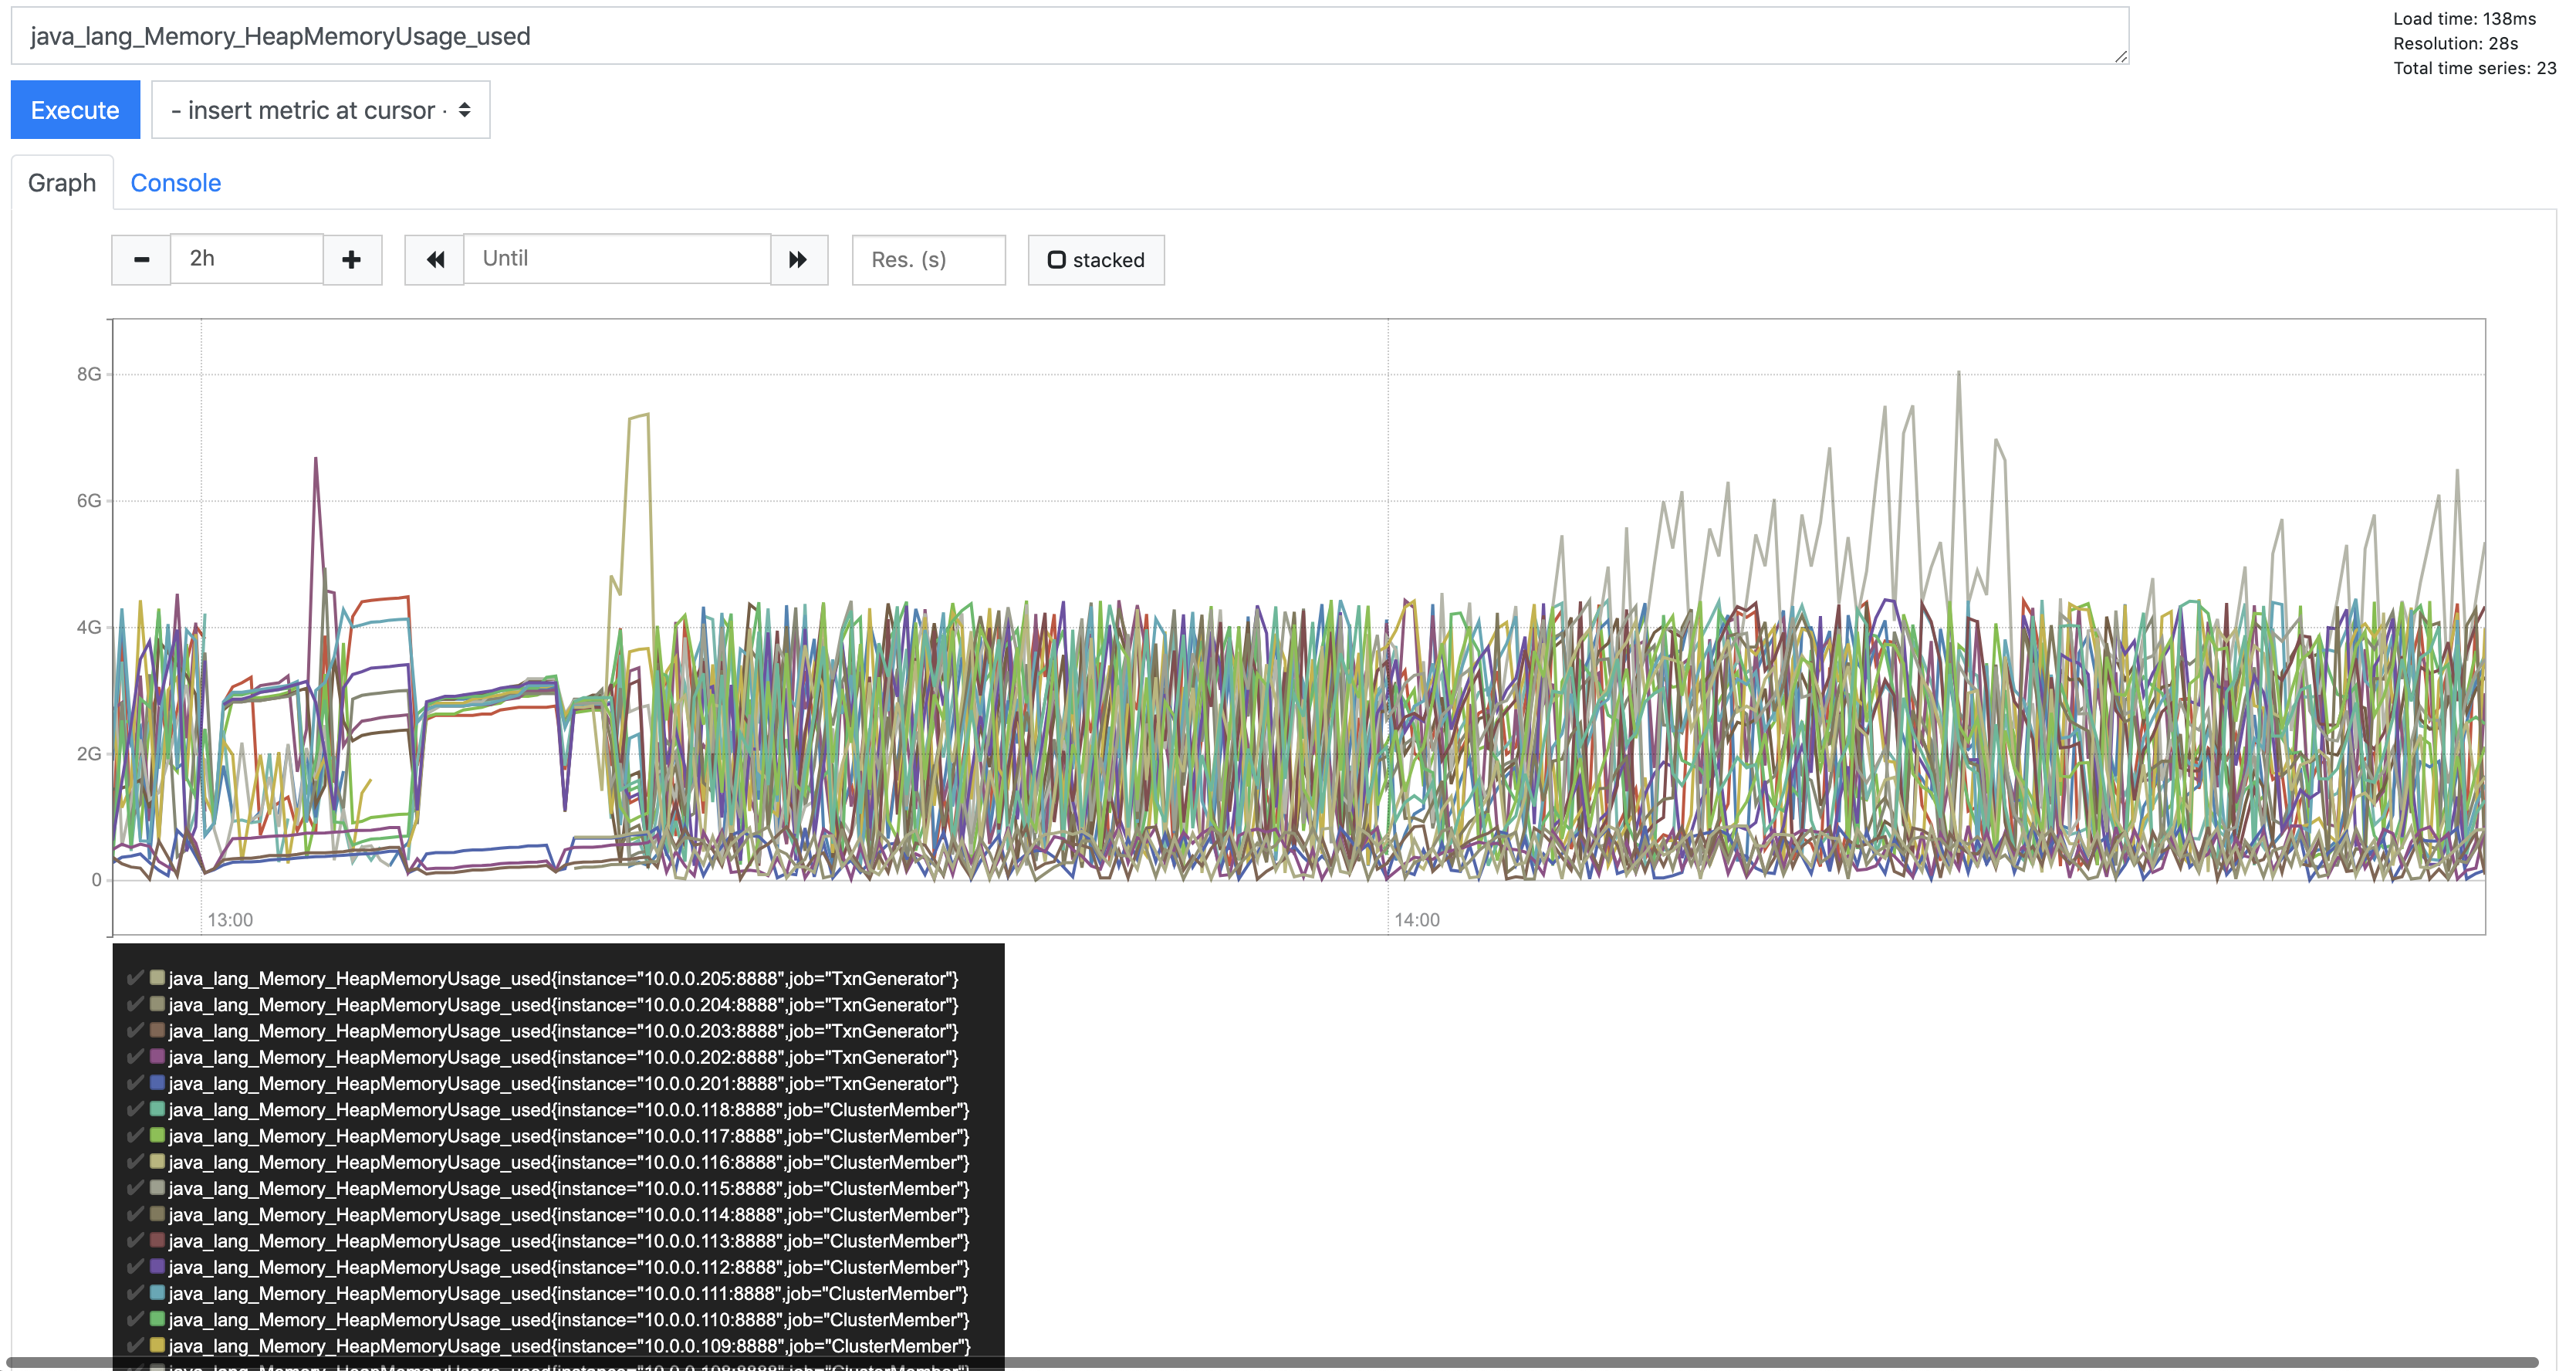 java_lang_Memory_HeapMemoryUsage_used
Load time: 138ms
Resolution: 28s
Total time series: 23
Execute
- insert metric at cursor -
Graph
Console
2h
Until
Res. (s)
stacked
8G
6G
4G
2G
0
13:00
14:00
java_lang_Memory_HeapMemoryUsage_used{instance="10.0.0.205:8888",job="TxnGenerator"}
java_lang_Memory_HeapMemoryUsage_used{instance="10.0.0.204:8888",job="TxnGenerator"}
java_lang_Memory_HeapMemoryUsage_used{instance="10.0.0.203:8888",job="TxnGenerator"}
java_lang_Memory_HeapMemoryUsage_used{instance="10.0.0.202:8888",job="TxnGenerator"}
java_lang_Memory_HeapMemoryUsage_used{instance="10.0.0.201:8888",job="TxnGenerator"}
java_lang_Memory_HeapMemoryUsage_used{instance="10.0.0.118:8888",job="ClusterMember"}
java_lang_Memory_HeapMemoryUsage_used{instance="10.0.0.117:8888",job="ClusterMember"}
java_lang_Memory_HeapMemoryUsage_used{instance="10.0.0.116:8888",job="ClusterMember"}
java_lang_Memory_HeapMemoryUsage_used{instance="10.0.0.115:8888",job="ClusterMember"}
java_lang_Memory_HeapMemoryUsage_used{instance="10.0.0.114:8888",job="ClusterMember"}
java_lang_Memory_HeapMemoryUsage_used{instance="10.0.0.113:8888",job="ClusterMember"}
java_lang_Memory_HeapMemoryUsage_used{instance="10.0.0.112:8888",job="ClusterMember"}
java_lang_Memory_HeapMemoryUsage_used{instance="10.0.0.111:8888",job="ClusterMember"}
java_lang_Memory_HeapMemoryUsage_used{instance="10.0.0.110:8888",job="ClusterMember"}
java_lang_Memory_HeapMemoryUsage_used{instance="10.0.0.109:8888",job="ClusterMember"}